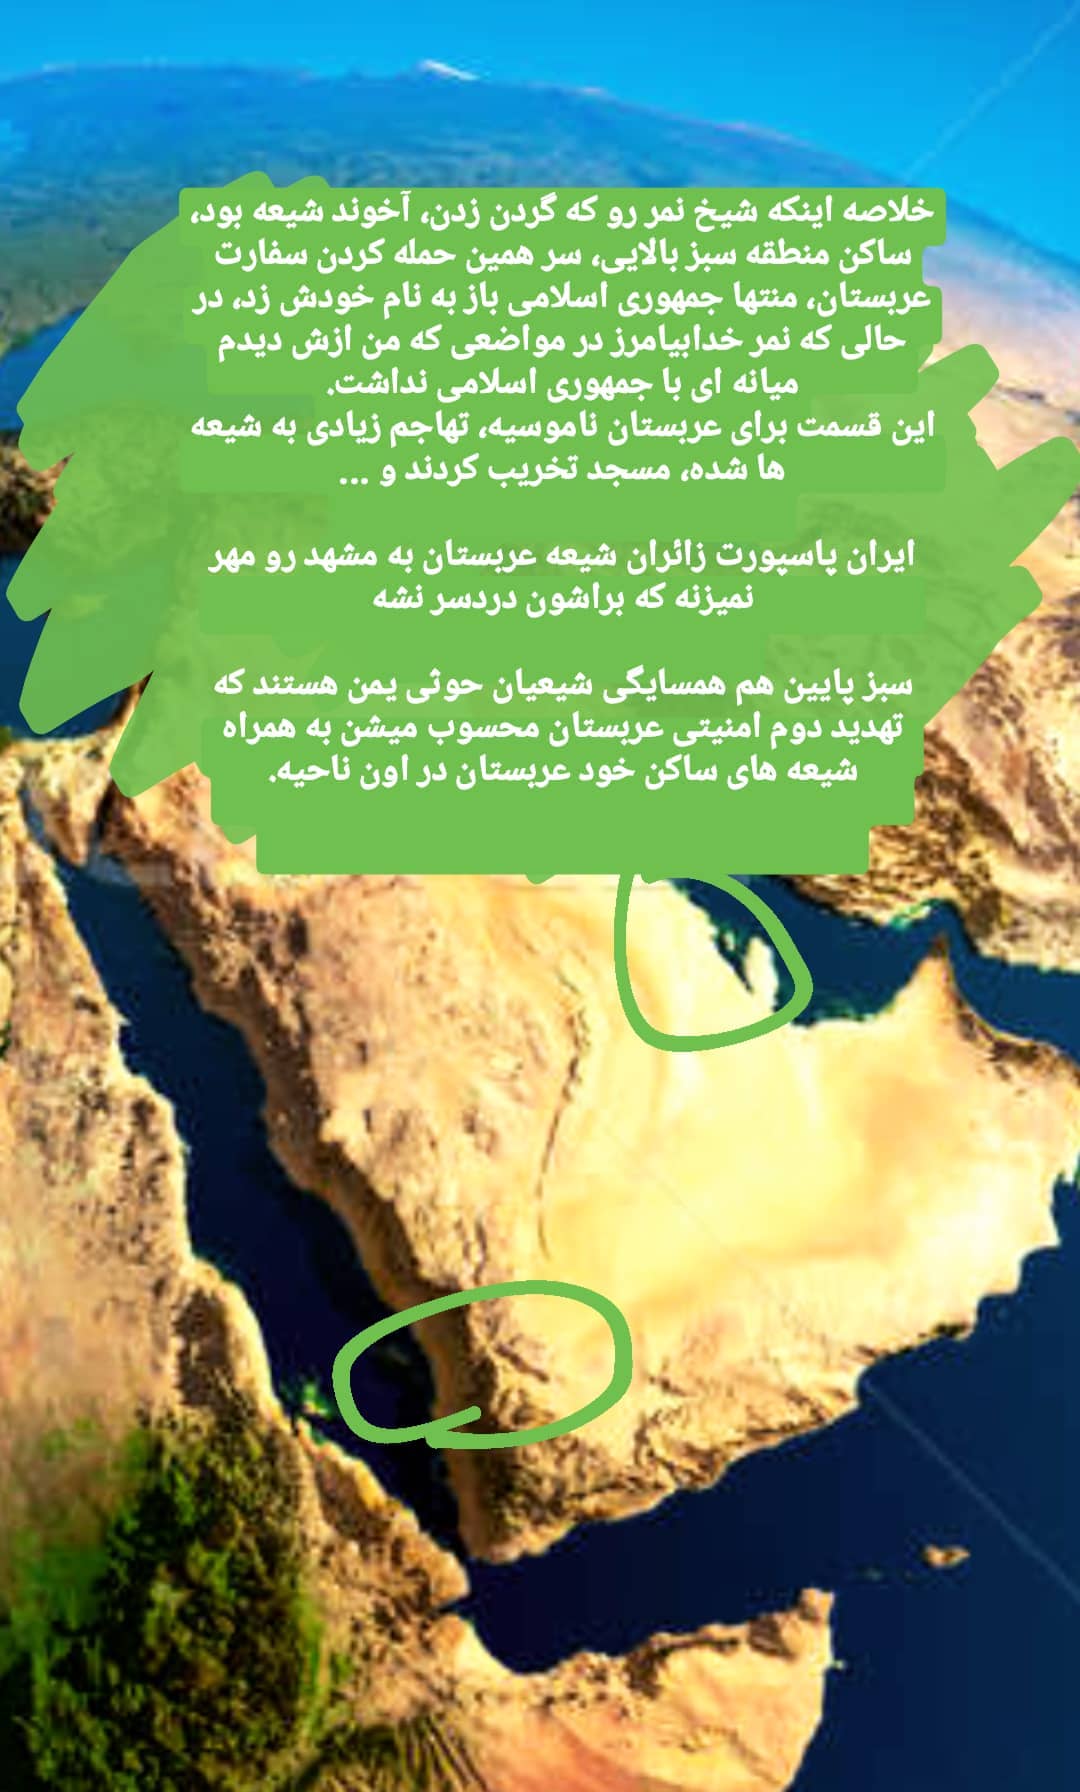 خلاصه اینکه شیخ نمر رو که گردن زدن، آخوند شیعه بود،
ساکن منطقه سبز بالایی، سر همین حمله کردن سفارت
عربستان، منتها جمهوری اسلامی باز به نام خودش زد، در
حالی که نمر خدابیامرز در مواضعی که من ازش دیدم
میانه ای با جمهوری اسلامی نداشت.
این قسمت برای عربستان ناموسیه، تهاجم زیادی به شیعه
ها شده، مسجد تخریب کردند و ...
ایران پاسپورت زائران شیعه عربستان به مشهد رو مهر
نمیزنه که براشون دردسر نشه
سبز پایین هم همسایگی شیعیان حوثی یمن هستند که
تهدید دوم امنیتی عربستان محسوب میشن به همراه
شیعه های ساکن خود عربستان در اون ناحیه.